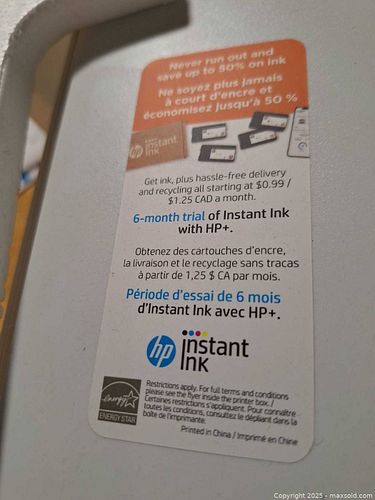 Never run out and
save up to 50% on ink
Ne soyez plus jamais
à court d'encre et
économisez jusqu'à 50 %
hp instant
ink
Get ink, plus hassle-free delivery
and recycling all starting at $0.99 /
$1.25 CAD a month.
6-month trial of Instant Ink
with HP+.
Obtenez des cartouches d'encre,
la livraison et le recyclage sans tracas
à partir de 1,25 $ CA par mois.
Période d'essai de 6 mois
d'Instant Ink avec HP+.
hp instant
ink
energy
ENERGY STAR
Restrictions apply. For full terms and conditions
please see the flyer inside the printer box. /
Certaines restrictions s'appliquent. Pour connaître
toutes les conditions, consultez le dépliant dans la
boîte de l'imprimante.
Printed in China / Imprimé en Chine
Copyright 2025 - maxsold.com